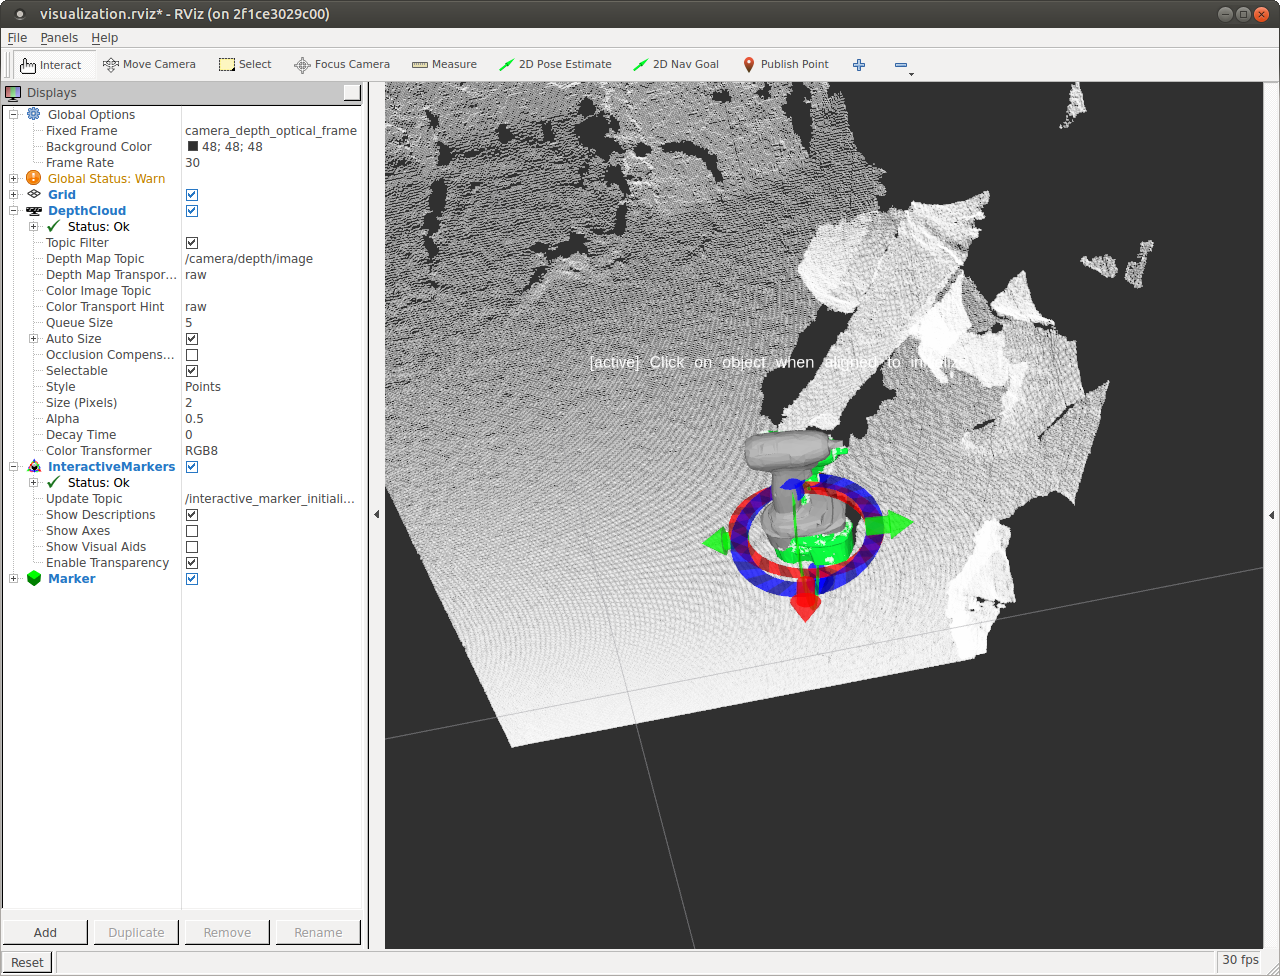 visualization.rviz* - RViz (on 2f1ce3029c00)
File Panels Help
Interact Move Camera Select Focus Camera Measure 2D Pose Estimate 2D Nav Goal Publish Point
Displays
Global Options
Fixed Frame camera_depth_optical_frame
Background Color 48; 48; 48
Frame Rate 30
Global Status: Warn
Grid
DepthCloud
Status: Ok
Topic Filter
Depth Map Topic /camera/depth/image
Depth Map Transpor... raw
Color Image Topic
Color Transport Hint raw
Queue Size 5
Auto Size
Occlusion Compens...
Selectable
Style Points
Size (Pixels) 2
Alpha 0.5
Decay Time 0
Color Transformer RGB8
InteractiveMarkers
Status: Ok
Update Topic /interactive_marker_initiali...
Show Descriptions
Show Axes
Show Visual Aids
Enable Transparency
Marker
[active] Click on object when aligned to
Add Duplicate Remove Rename
Reset
30 fps